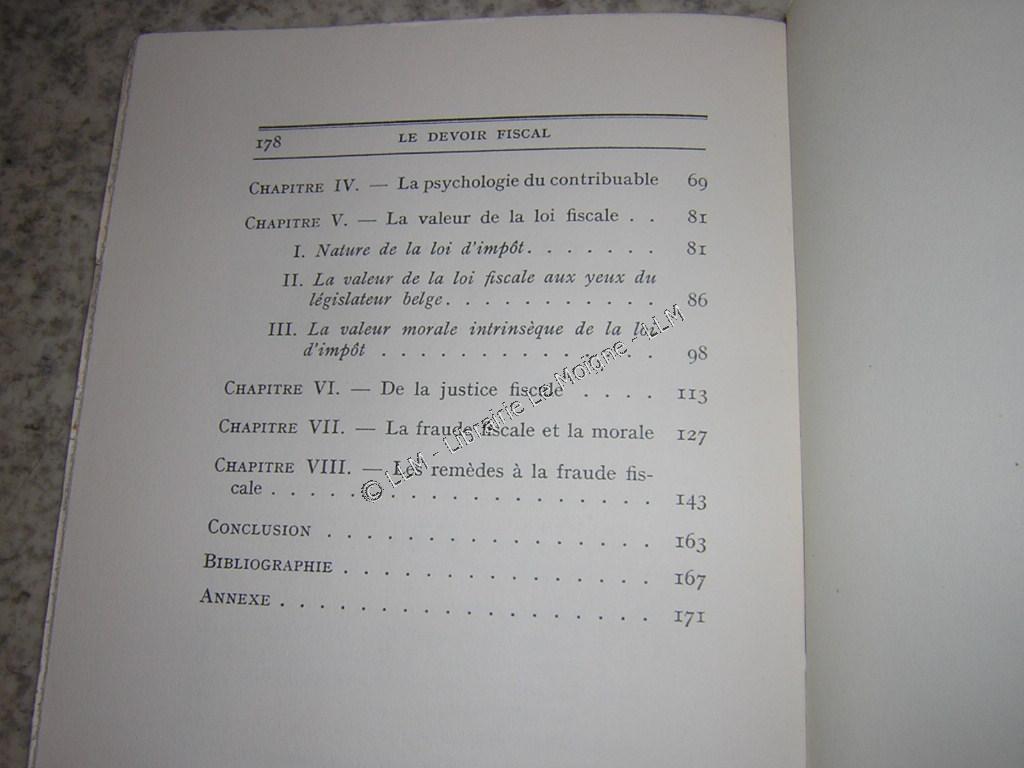 178 LE DEVOIR FISCAL
CHAPITRE IV. — La psychologie du contribuable 69
CHAPITRE V. — La valeur de la loi fiscale . . 81
I. Nature de la loi d'impôt. . . . . . . 81
II. La valeur de la loi fiscale aux yeux du
législateur belge. . . . . . . . . . . 86
III. La valeur morale intrinsèque de la loi
d'impôt . . . . . . . . . . . . . . 98
CHAPITRE VI. — De la justice fiscale . . . . 113
CHAPITRE VII. — La fraude fiscale et la morale 127
CHAPITRE VIII. — Les remèdes à la fraude fis-
cale . . . . . . . . . . . . . . . . . . . 143
CONCLUSION . . . . . . . . . . . . . . . . 163
BIBLIOGRAPHIE . . . . . . . . . . . . . . . 167
ANNEXE . . . . . . . . . . . . . . . . . . 171
© LLM - Librairie Le Moigne - LLM